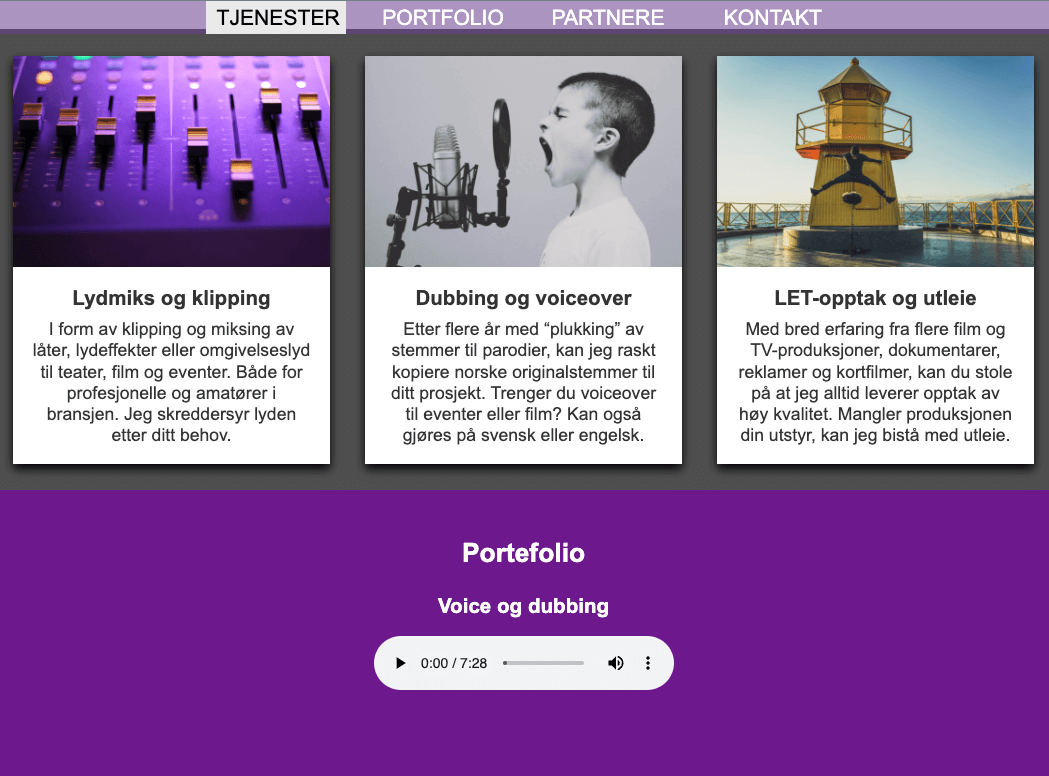 TJENESTER PORTFOLIO PARTNERE KONTAKT
Lydmiks og klipping
I form av klipping og miksing av
låter, lydeffekter eller omgivelseslyd
til teater, film og eventer. Både for
profesjonelle og amatører i
bransjen. Jeg skreddersyr lyden
etter ditt behov.
Dubbing og voiceover
Etter flere år med “plukking” av
stemmer til parodier, kan jeg raskt
kopiere norske originalstemmer til
ditt prosjekt. Trenger du voiceover
til eventer eller film? Kan også
gjøres på svensk eller engelsk.
LET-opptak og utleie
Med bred erfaring fra flere film og
TV-produksjoner, dokumentarer,
reklamer og kortfilmer, kan du stole
på at jeg alltid leverer opptak av
høy kvalitet. Mangler produksjonen
din utstyr, kan jeg bistå med utleie.
Portefolio
Voice og dubbing
0:00 / 7:28